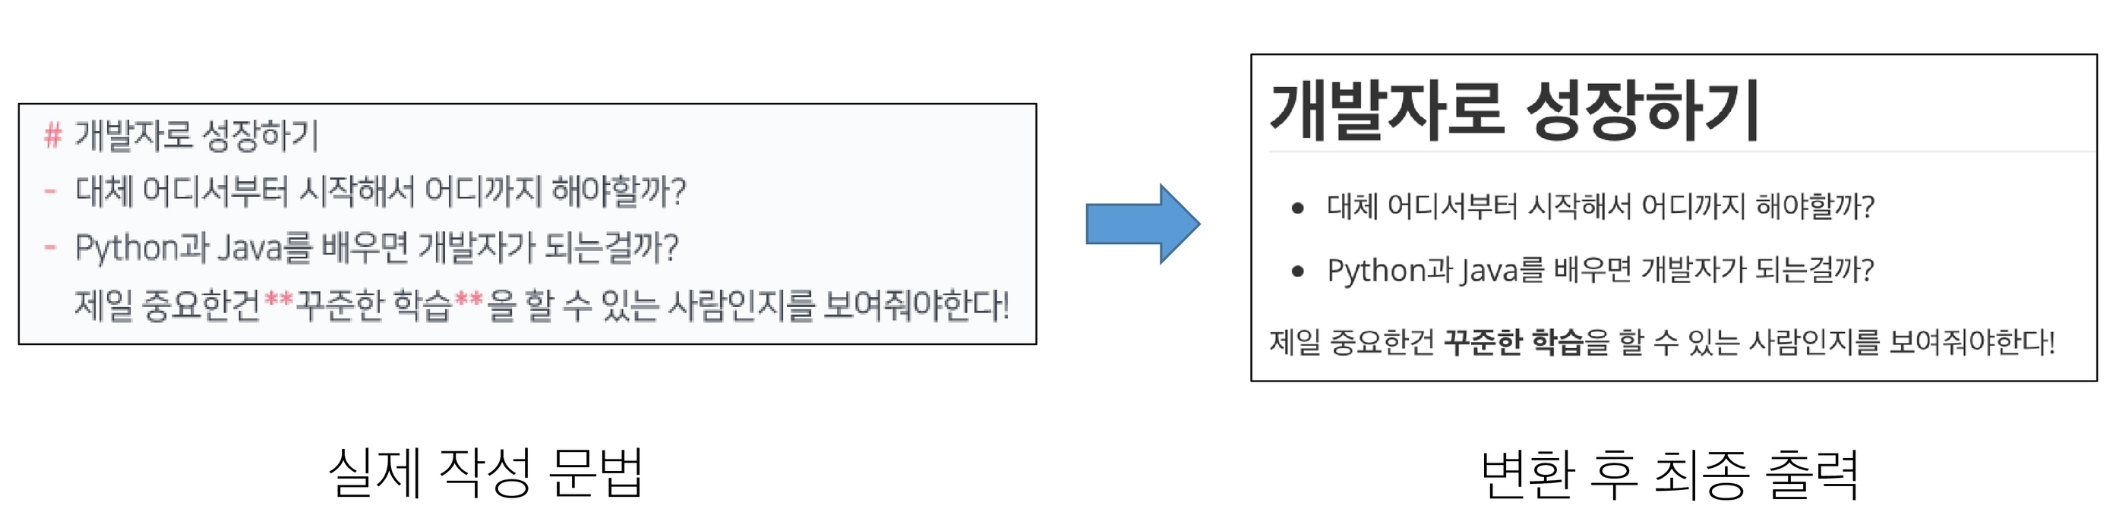 # 개발자로 성장하기
- 대체 어디서부터 시작해서 어디까지 해야할까?
- Python과 Java를 배우면 개발자가 되는걸까?
제일 중요한건**꾸준한 학습**을 할 수 있는 사람인지를 보여줘야한다!
실제 작성 문법
개발자로 성장하기
• 대체 어디서부터 시작해서 어디까지 해야할까?
• Python과 Java를 배우면 개발자가 되는걸까?
제일 중요한건 꾸준한 학습을 할 수 있는 사람인지를 보여줘야한다!
변환 후 최종 출력